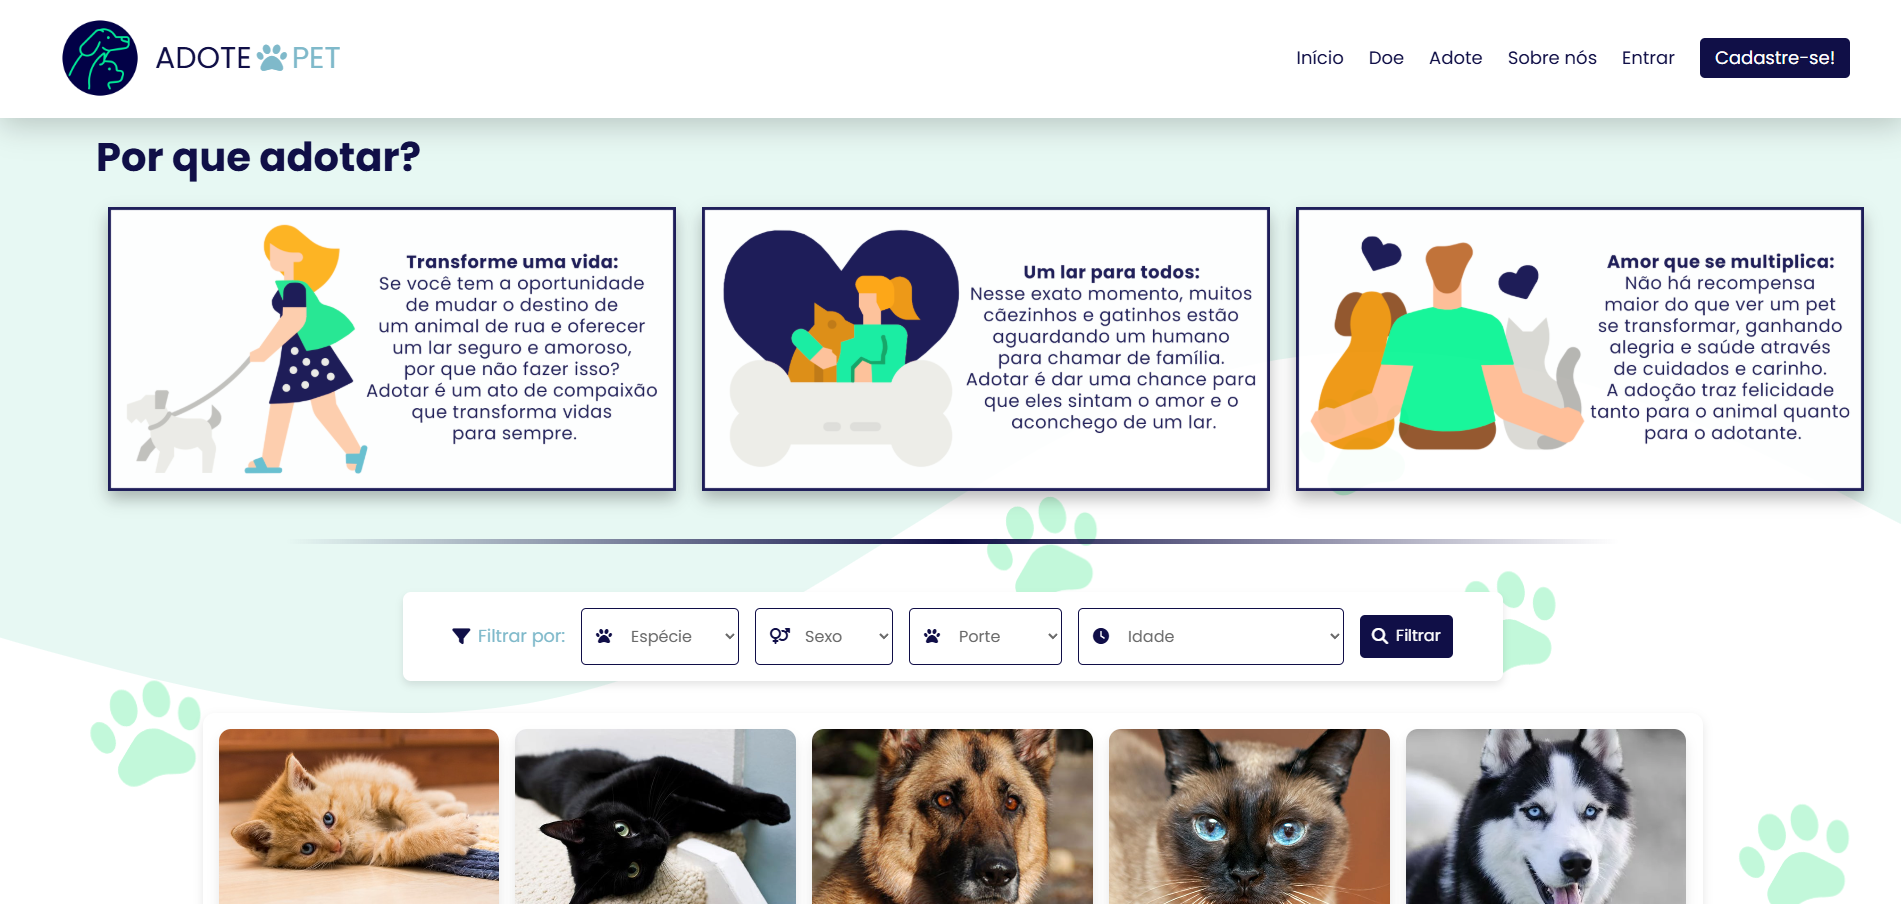 ADOTE PET
Início Doe Adote Sobre nós Entrar Cadastre-se!
Por que adotar?
Transforme uma vida:
Se você tem a oportunidade
de mudar o destino de
um animal de rua e oferecer
um lar seguro e amoroso,
por que não fazer isso?
Adotar é um ato de compaixão
que transforma vidas
para sempre.
Um lar para todos:
Nesse exato momento, muitos
cãezinhos e gatinhos estão
aguardando um humano
para chamar de família.
Adotar é dar uma chance para
que eles sintam o amor e o
aconchego de um lar.
Amor que se multiplica:
Não há recompensa
maior do que ver um pet
se transformar, ganhando
alegria e saúde através
de cuidados e carinho.
A adoção traz felicidade
tanto para o animal quanto
para o adotante.
Filtrar por: Espécie Sexo Porte Idade Filtrar